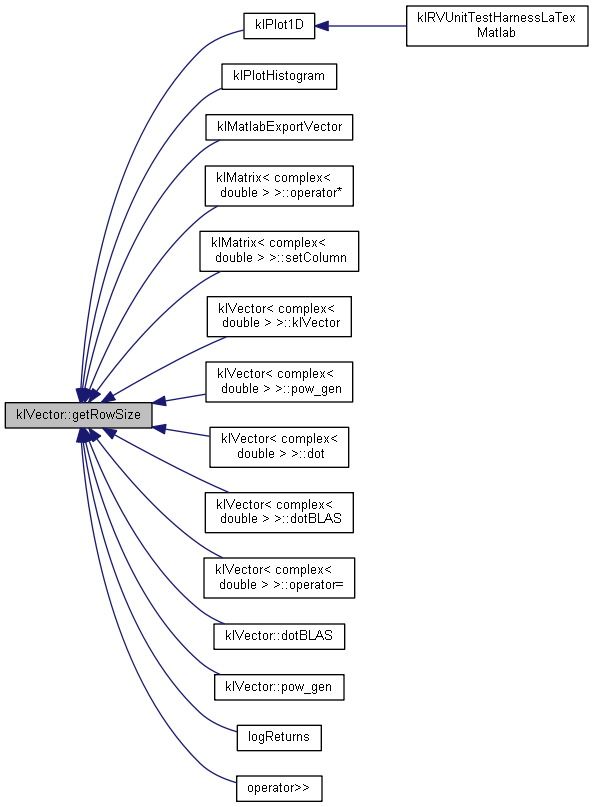 klPlot1D
klRVUnitTestHarnessLaTex
Matlab
klPlotHistogram
klMatlabExportVector
klMatrix< complex<
double > >::operator*
klMatrix< complex<
double > >::setColumn
klVector< complex<
double > >::klVector
klVector< complex<
double > >::pow_gen
klVector::getRowSize
klVector< complex<
double > >::dot
klVector< complex<
double > >::dotBLAS
klVector< complex<
double > >::operator=
klVector::dotBLAS
klVector::pow_gen
logReturns
operator>>